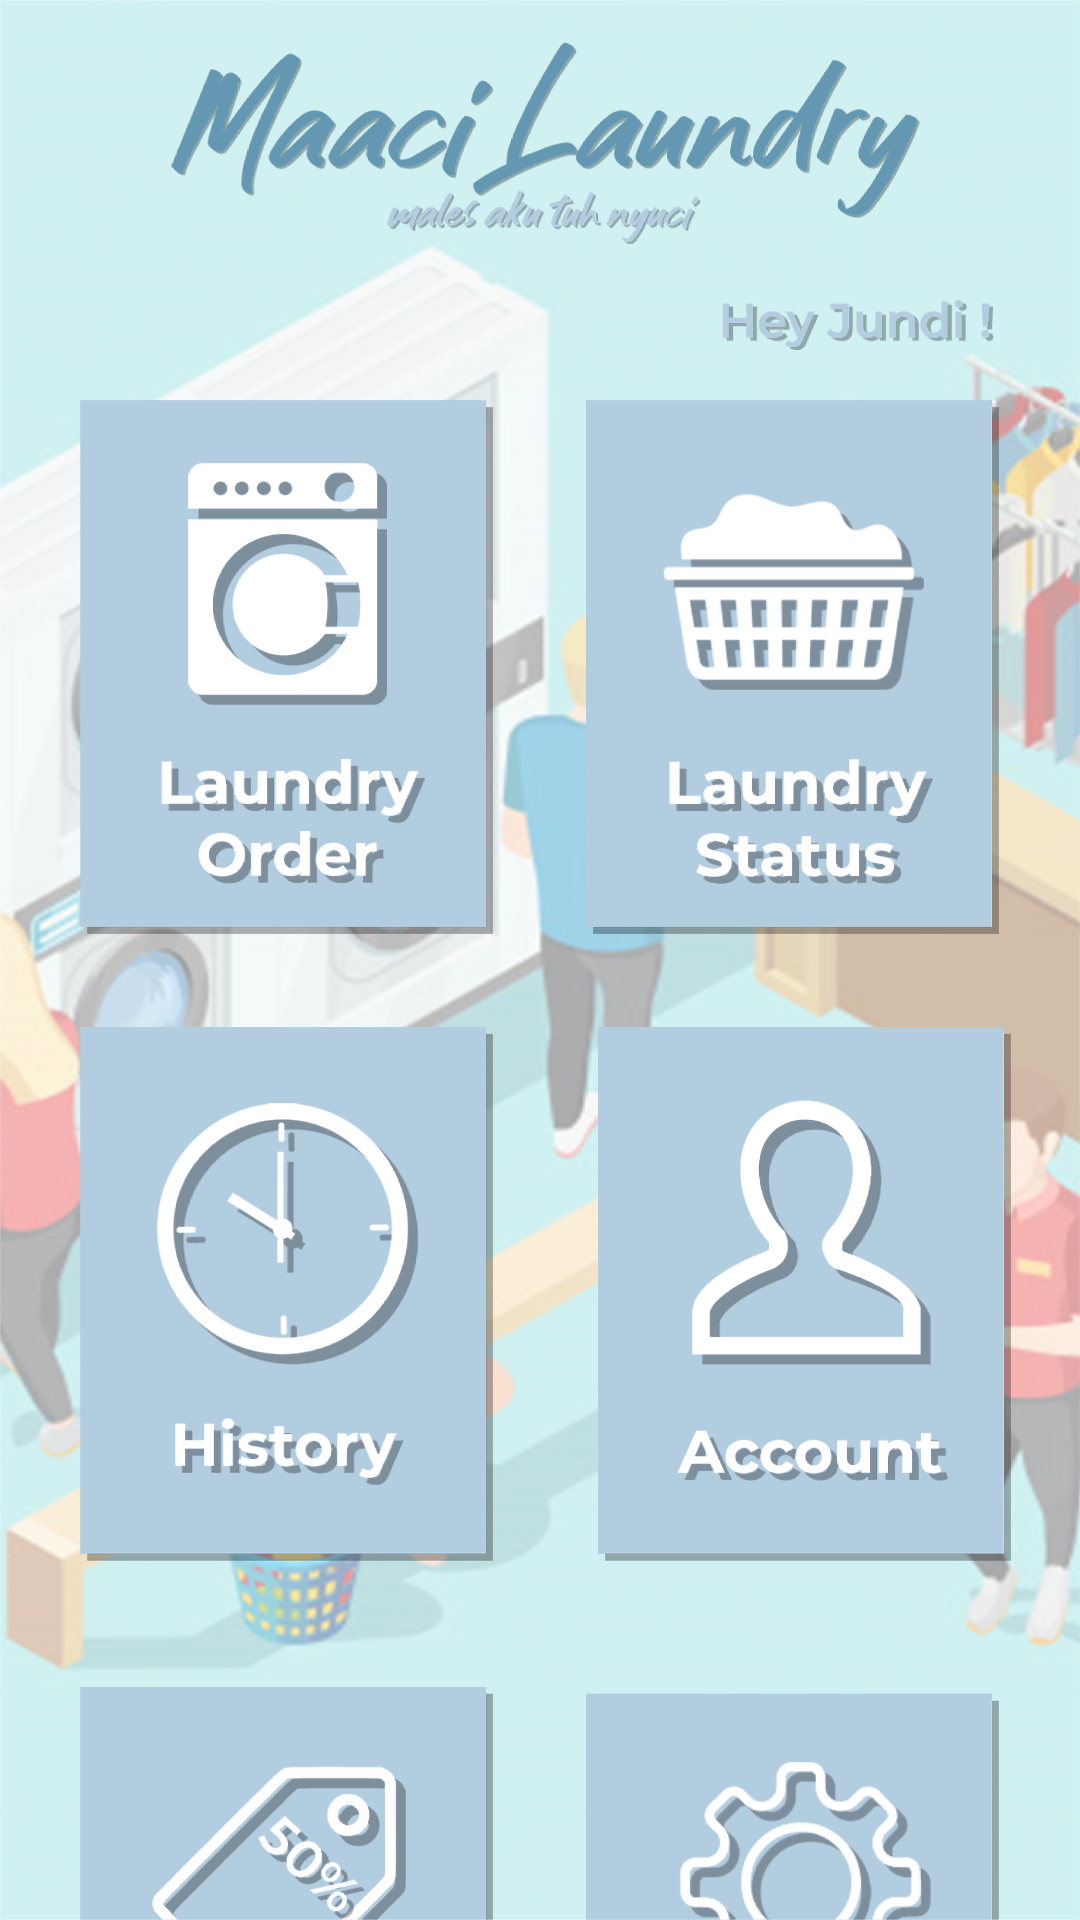 Maaci Laundry
males aku tuh nyuci
Hey Jundi !
Laundry
Order
Laundry
Status
History
Account
50%